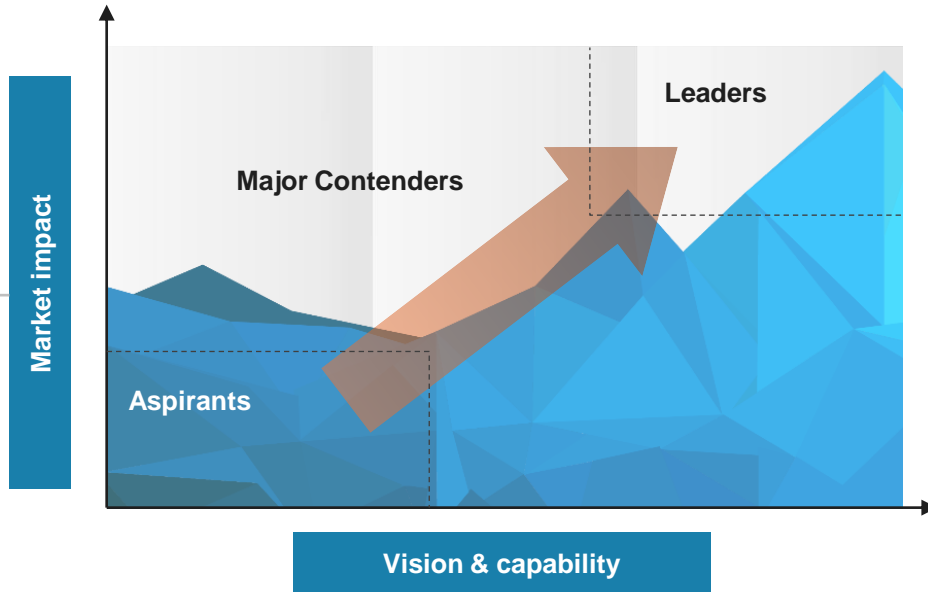 Leaders
Major Contenders
Market impact
Aspirants
Vision & capability